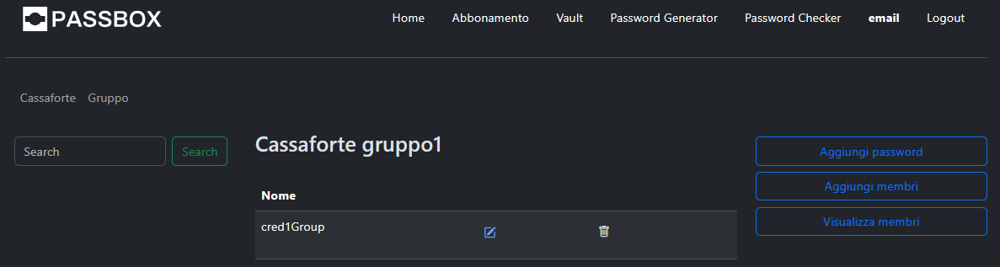 PASSBOX
Home Abbonamento Vault Password Generator Password Checker email Logout
Cassaforte Gruppo
Search Search
Cassaforte gruppo1
Nome
cred1Group
Aggiungi password
Aggiungi membri
Visualizza membri